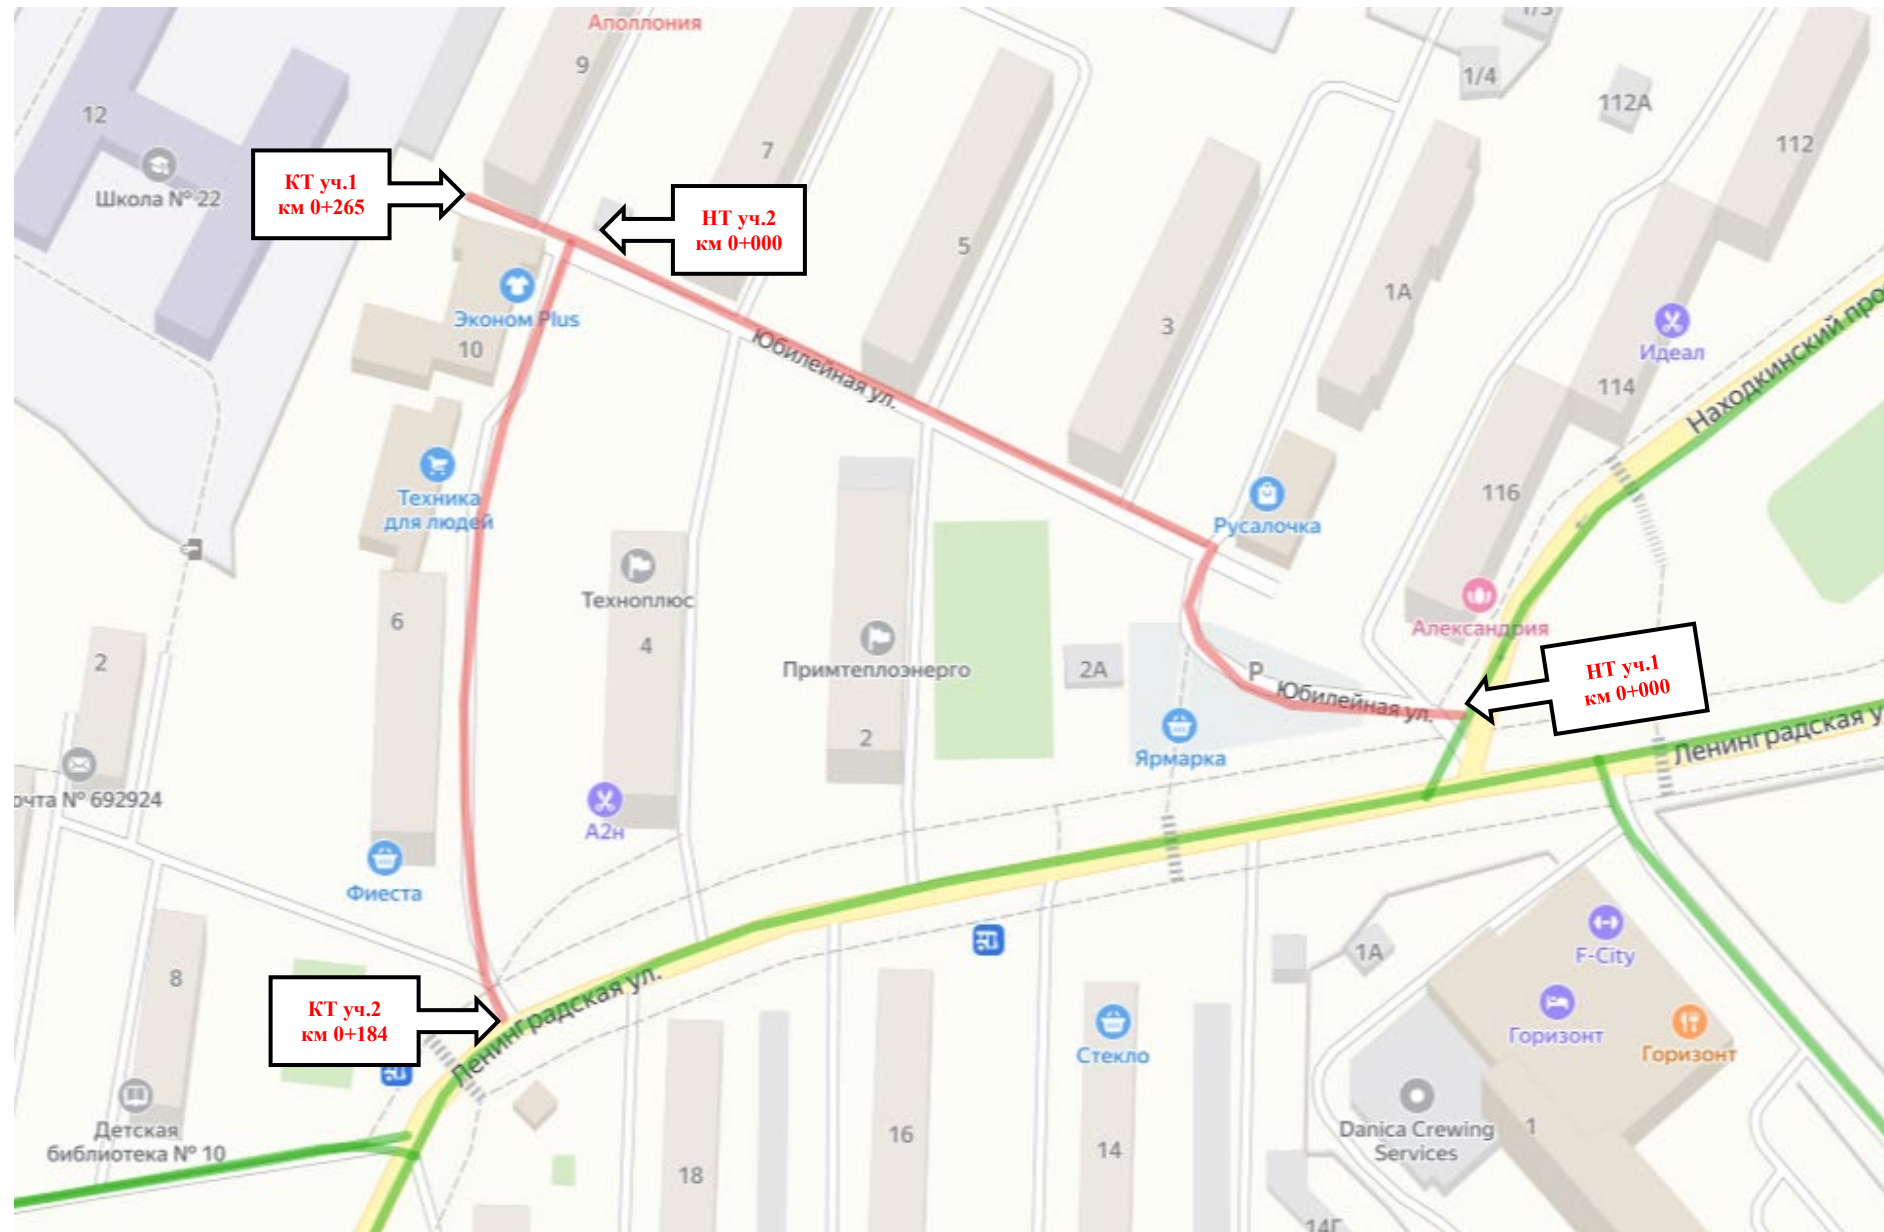 Аполлония
9
1/3
1/4
112А
112
12
7
Школа № 22
КТ уч.1
км 0+265
НТ уч.2
км 0+000
5
1А
3
Эконом Plus
10
Юбилейная ул.
Идеал
114
Находкинский про
116
Техника
для людей
Русалочка
Техноплюс
6
4
Александрия
2
Примтеплоэнерго
2А
P
Юбилейная ул.
НТ уч.1
км 0+000
2
Ярмарка
Ленинградская у
очта № 692924
А2н
Фиеста
8
1А
F-City
КТ уч.2
км 0+184
Ленинградская ул.
Стекло
Горизонт
Горизонт
Детская
библиотека № 10
16
14
Danica Crewing
Services
1
18
14Г